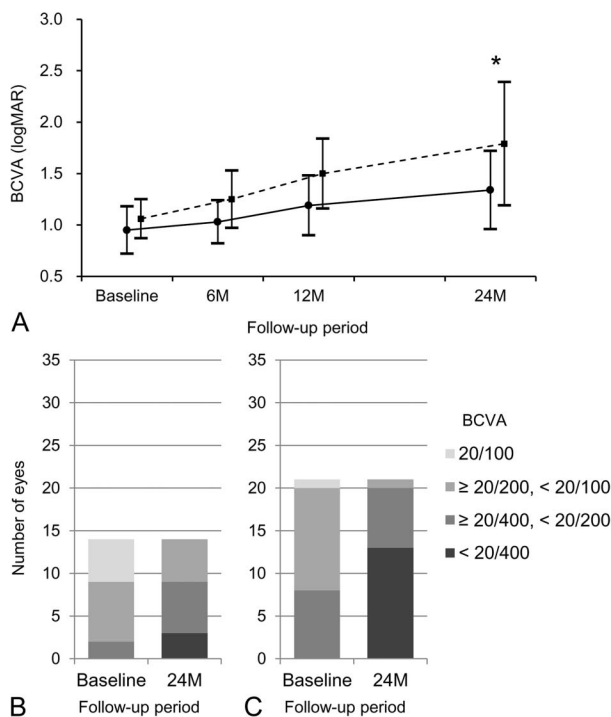 3.0
*
2.5
2.0
1.5
1.0
0.5
BCVA (logMAR)
Baseline 6M 12M 24M
A
Follow-up period
35
30
25
20
15
10
5
0
Number of eyes
Baseline 24M
B
Follow-up period
35
30
25
20
15
10
5
0
Baseline 24M
C
Follow-up period
BCVA
20/100
≥ 20/200, < 20/100
≥ 20/400, < 20/200
< 20/400